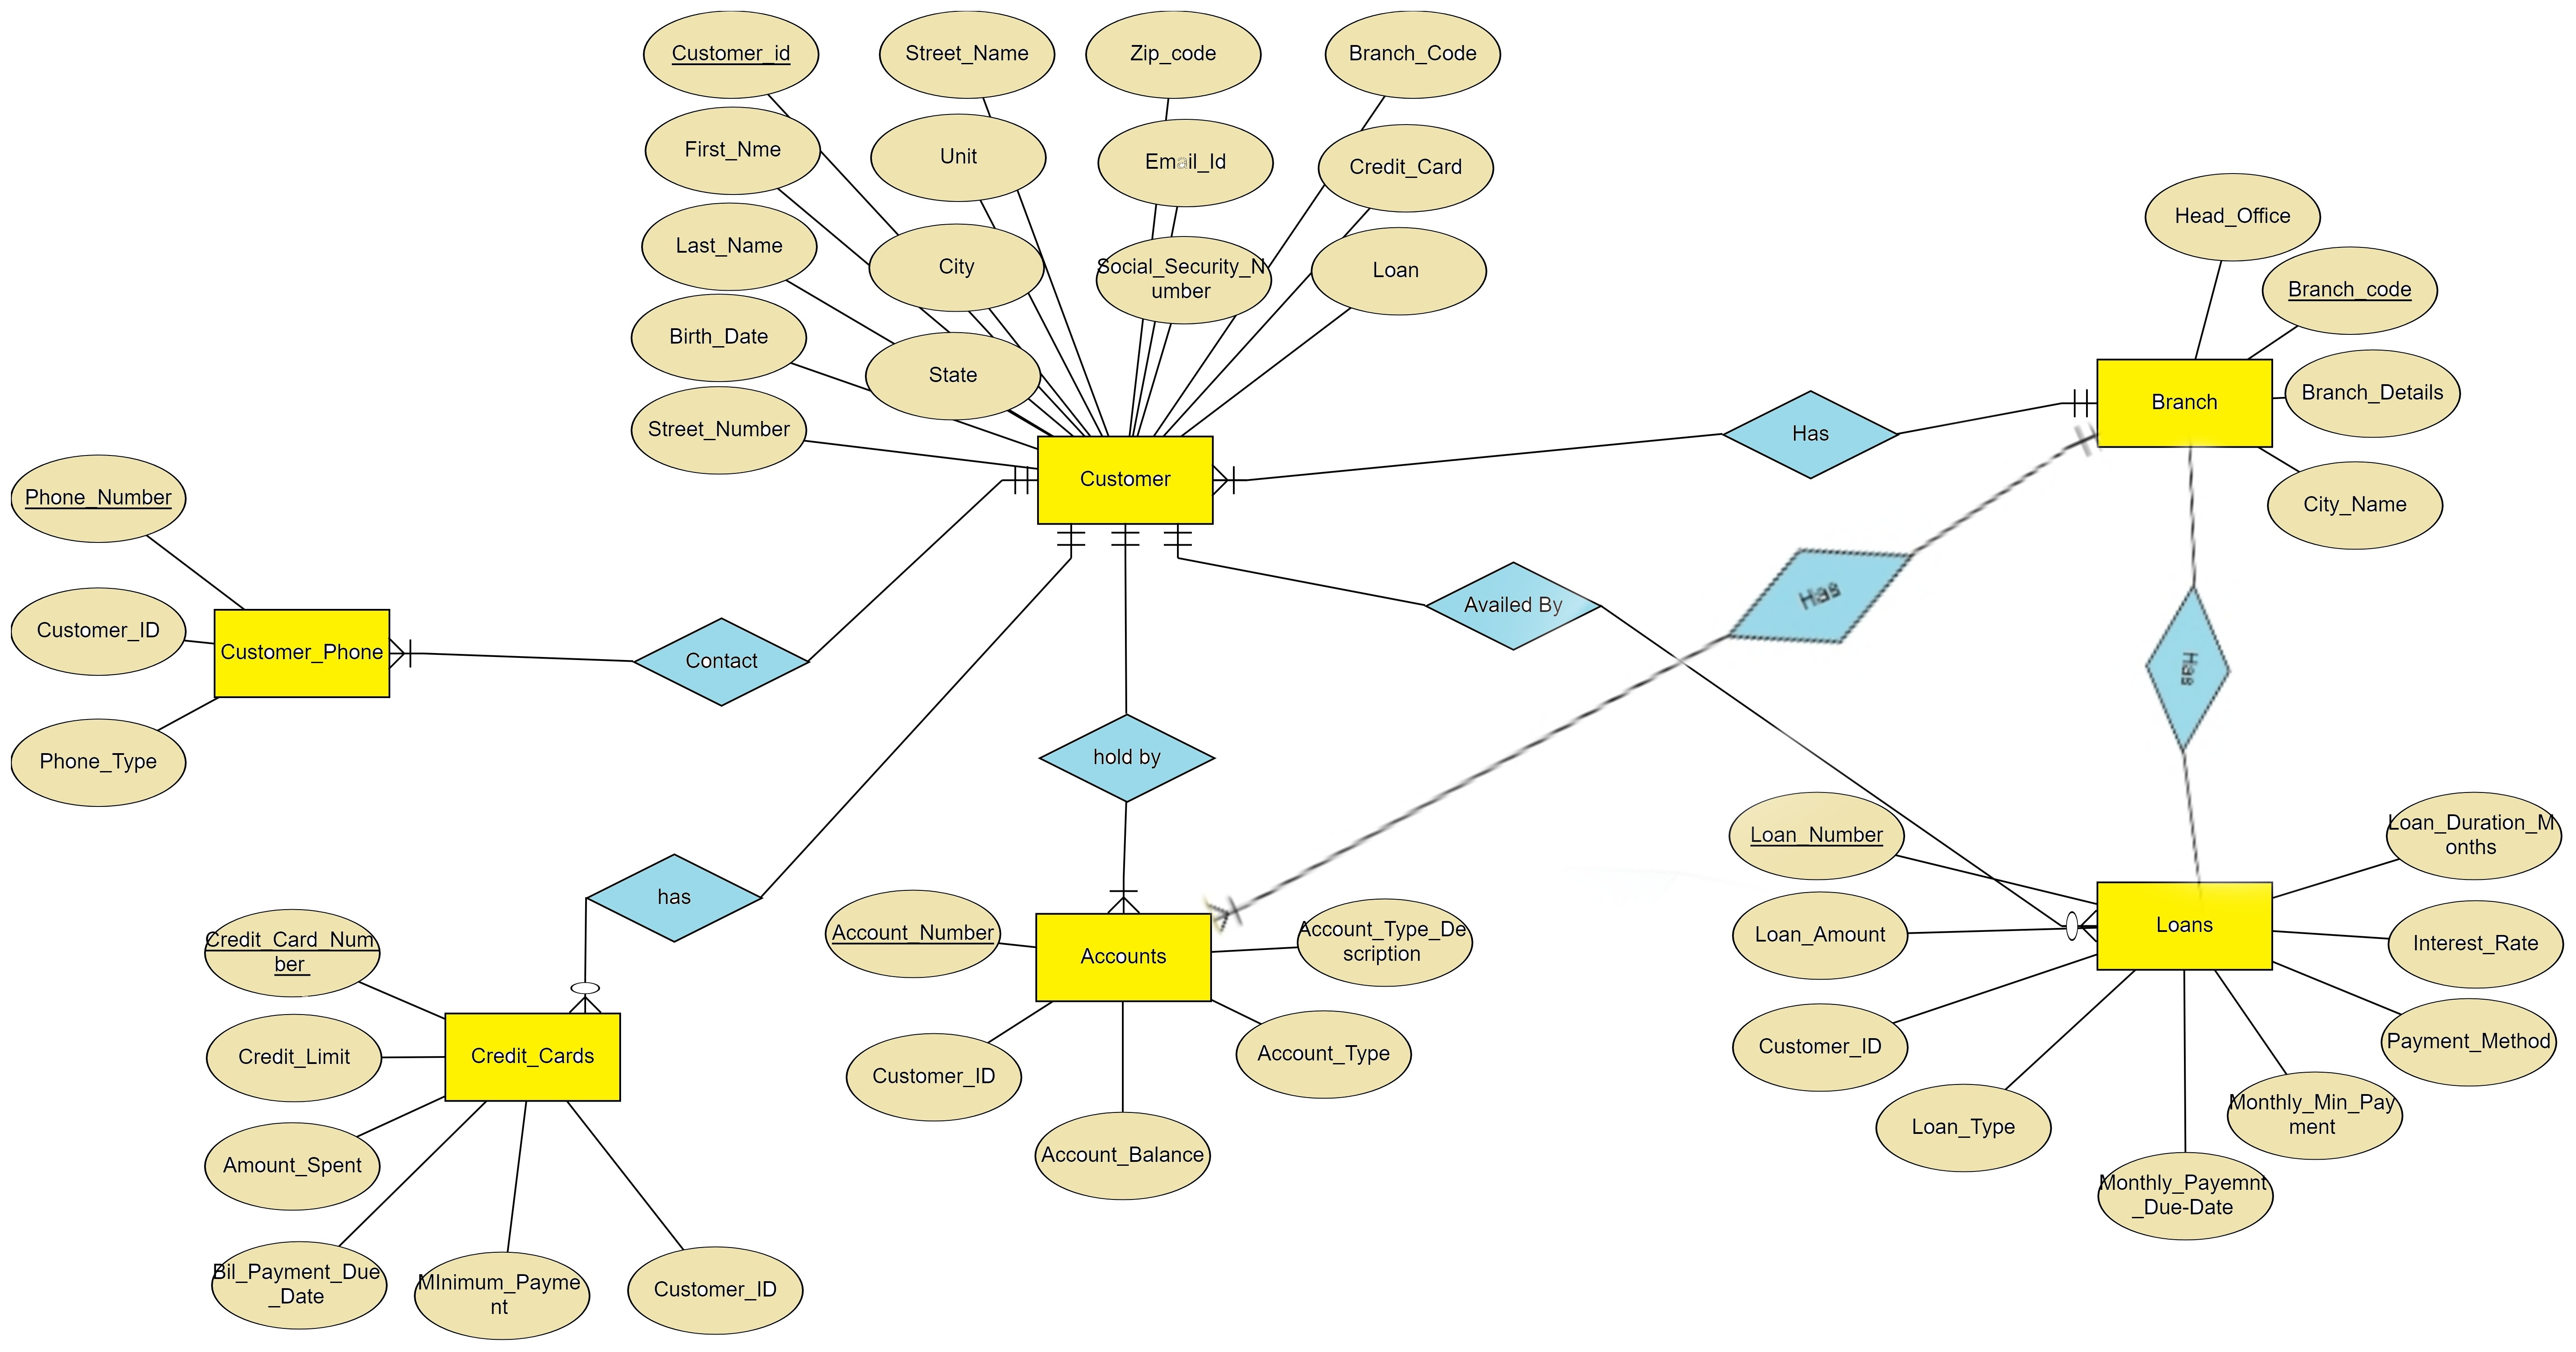 Customer_id
Street_Name
Zip_code
Branch_Code
First_Nme
Unit
Email_Id
Credit_Card
Last_Name
City
Social_Security_N
umber
Loan
Birth_Date
State
Street_Number
Customer
Has
Head_Office
Branch_code
Branch
Branch_Details
City_Name
Phone_Number
Customer_ID
Customer_Phone
Phone_Type
Contact
Availed By
Has
Has
hold by
has
Credit_Card_Num
ber
Credit_Limit
Credit_Cards
Amount_Spent
Bil_Payment_Due
_Date
MInimum_Payme
nt
Customer_ID
Account_Number
Accounts
Account_Type_De
scription
Customer_ID
Account_Type
Account_Balance
Loan_Number
Loan_Duration_M
onths
Loan_Amount
Loans
Interest_Rate
Customer_ID
Payment_Method
Loan_Type
Monthly_Min_Pay
ment
Monthly_Payemnt
_Due-Date